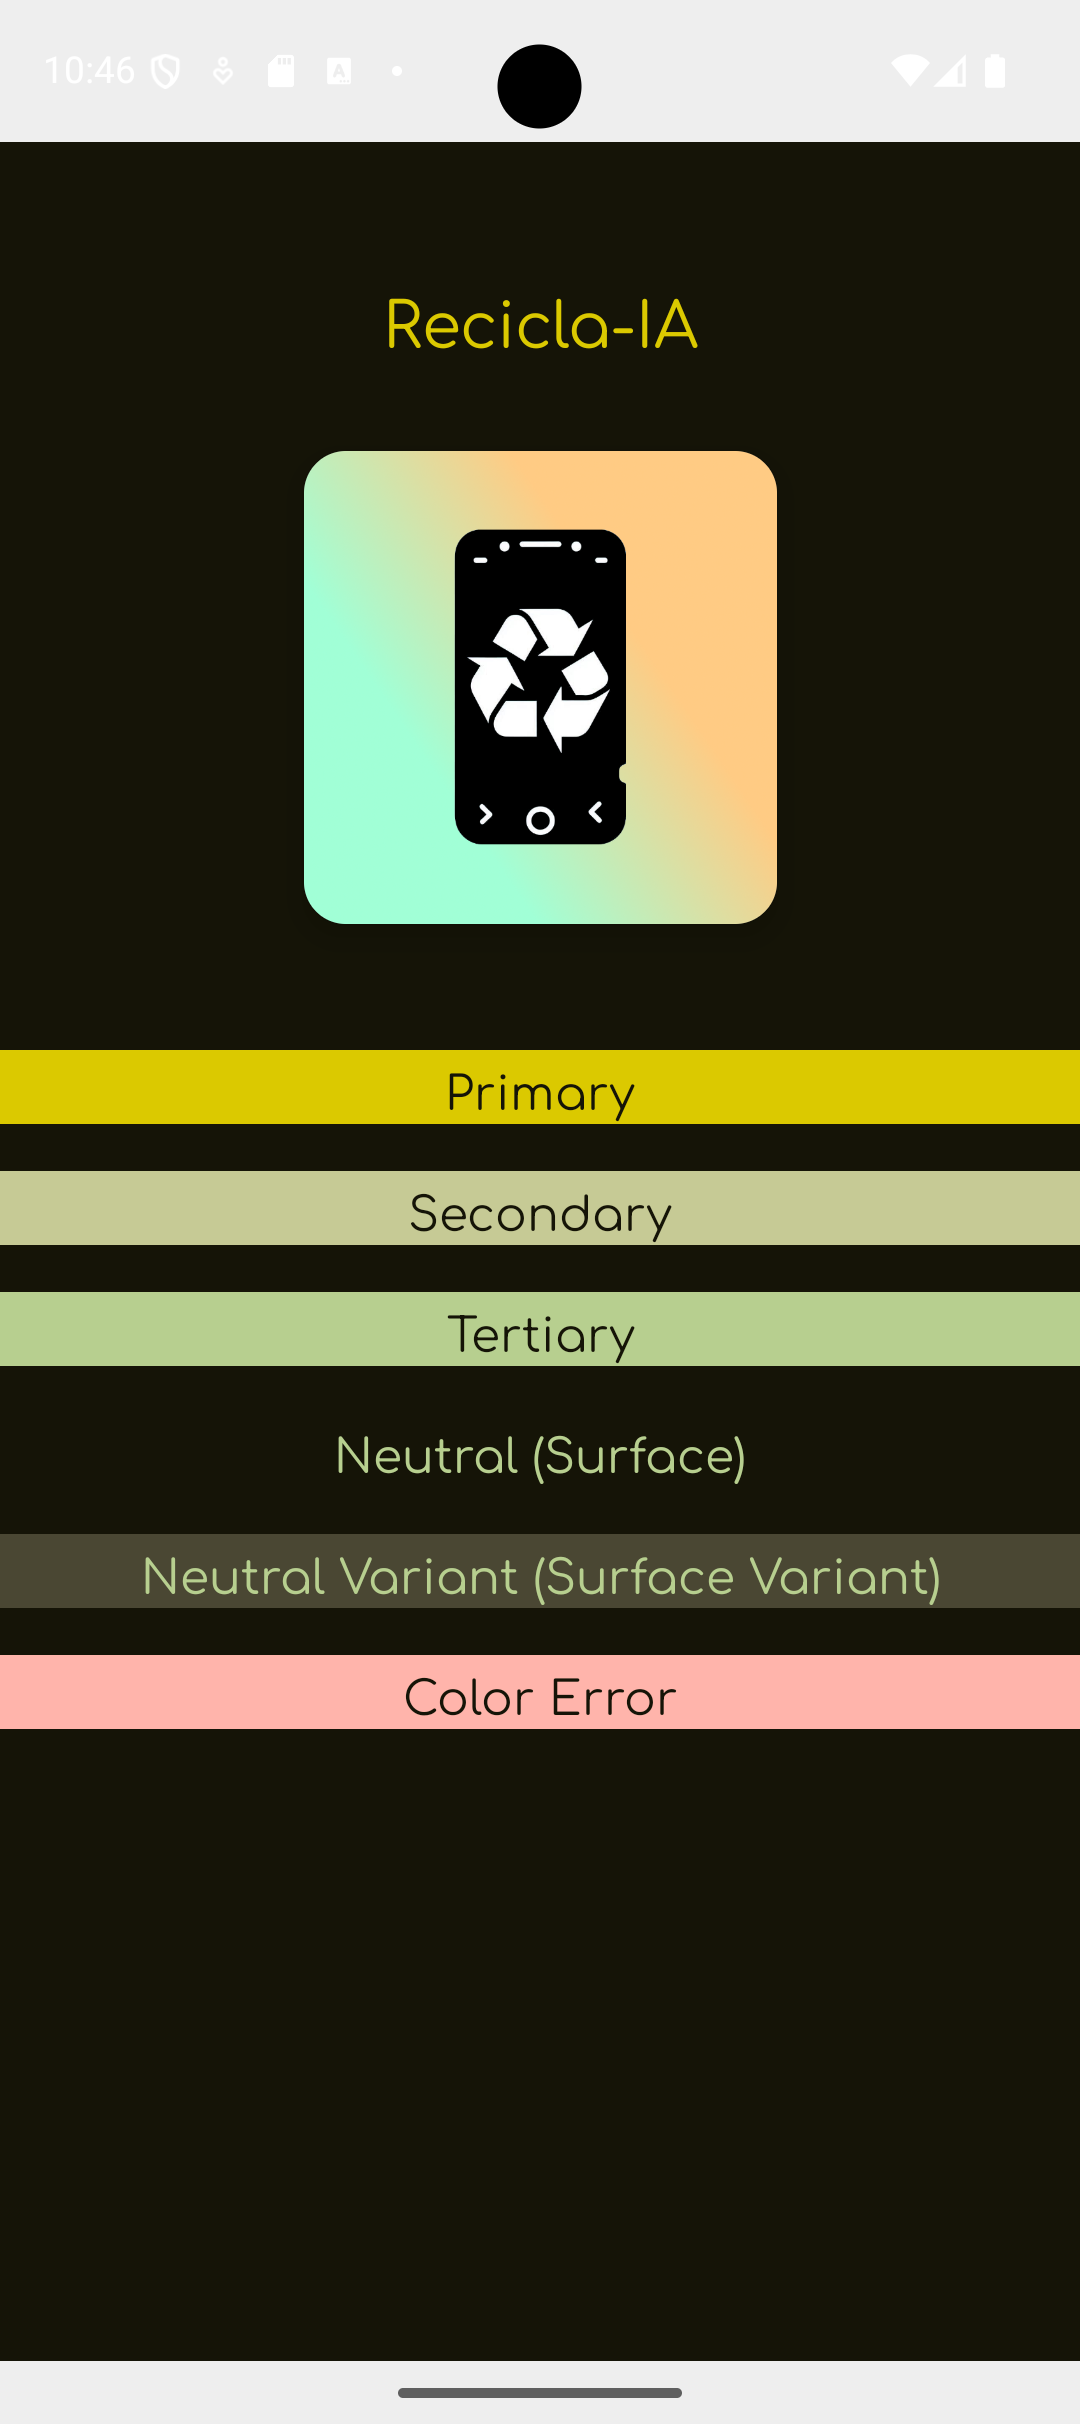 10:46
Recicla-IA
Primary
Secondary
Tertiary
Neutral (Surface)
Neutral Variant (Surface Variant)
Color Error